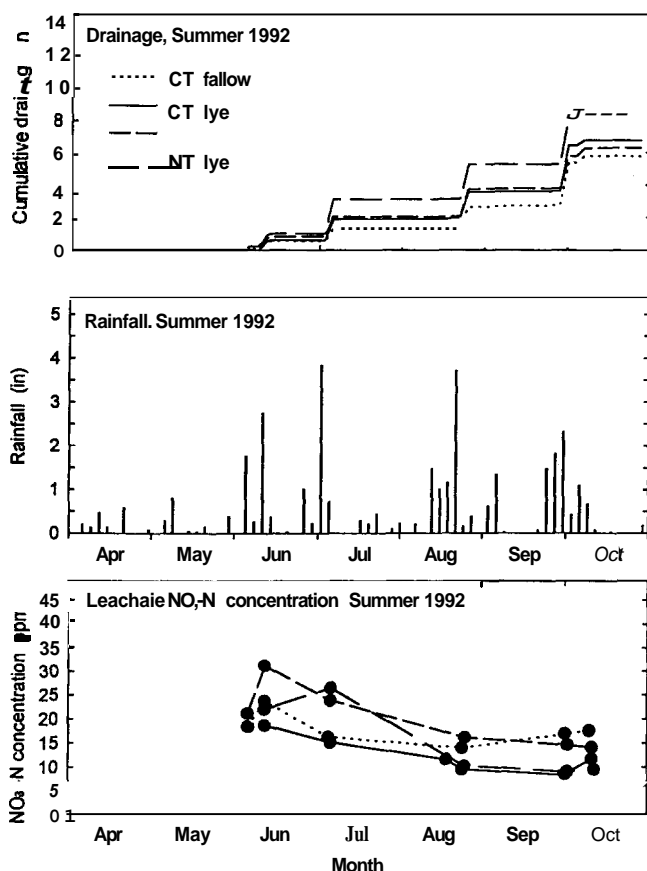 Drainage, Summer 1992
Cumulative drai g n
14
12
10
8
6
4
2
0
CT fallow
CT lye
NT lye
Rainfall. Summer 1992
Rainfall (in)
5
4
3
2
1
0
Apr May Jun Jul Aug Sep Oct
Leachaie NO,-N concentration Summer 1992
NO₃ -N concentration ppm
45
40
35
30
25
20
15
10
0 1
Apr May Jun Jul Aug Sep Oct
Month